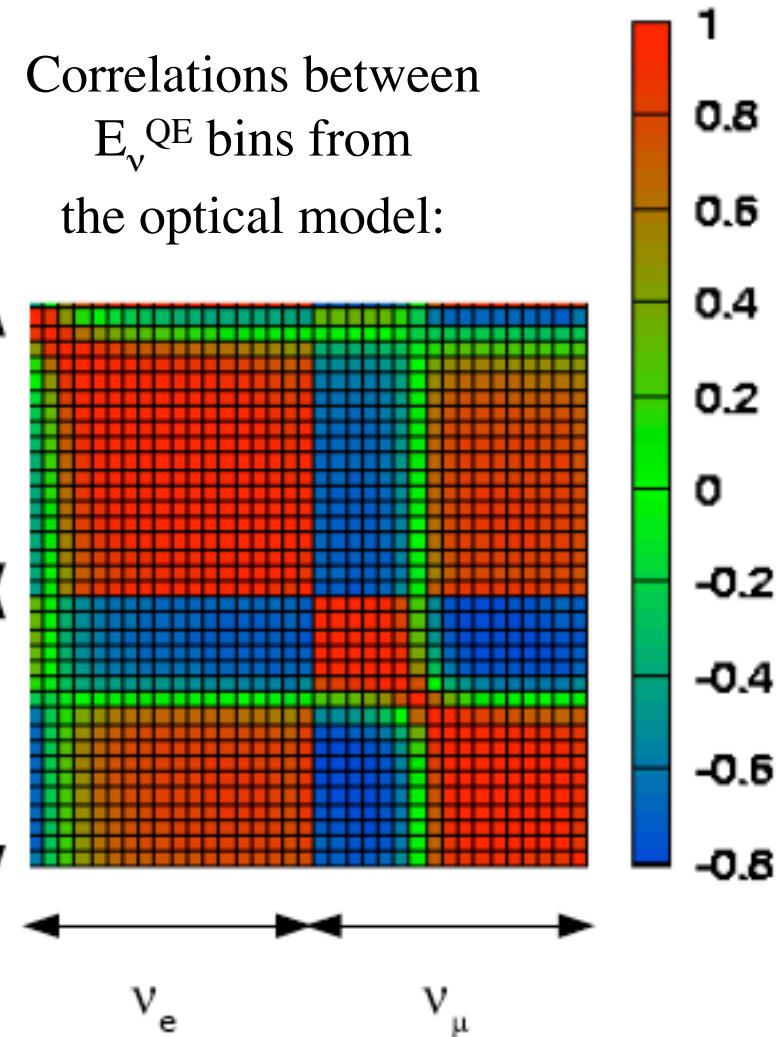 Correlations between
E_ν^QE bins from
the optical model:
1
0.8
0.6
0.4
0.2
0
-0.2
-0.4
-0.6
-0.8
ν_e
ν_μ